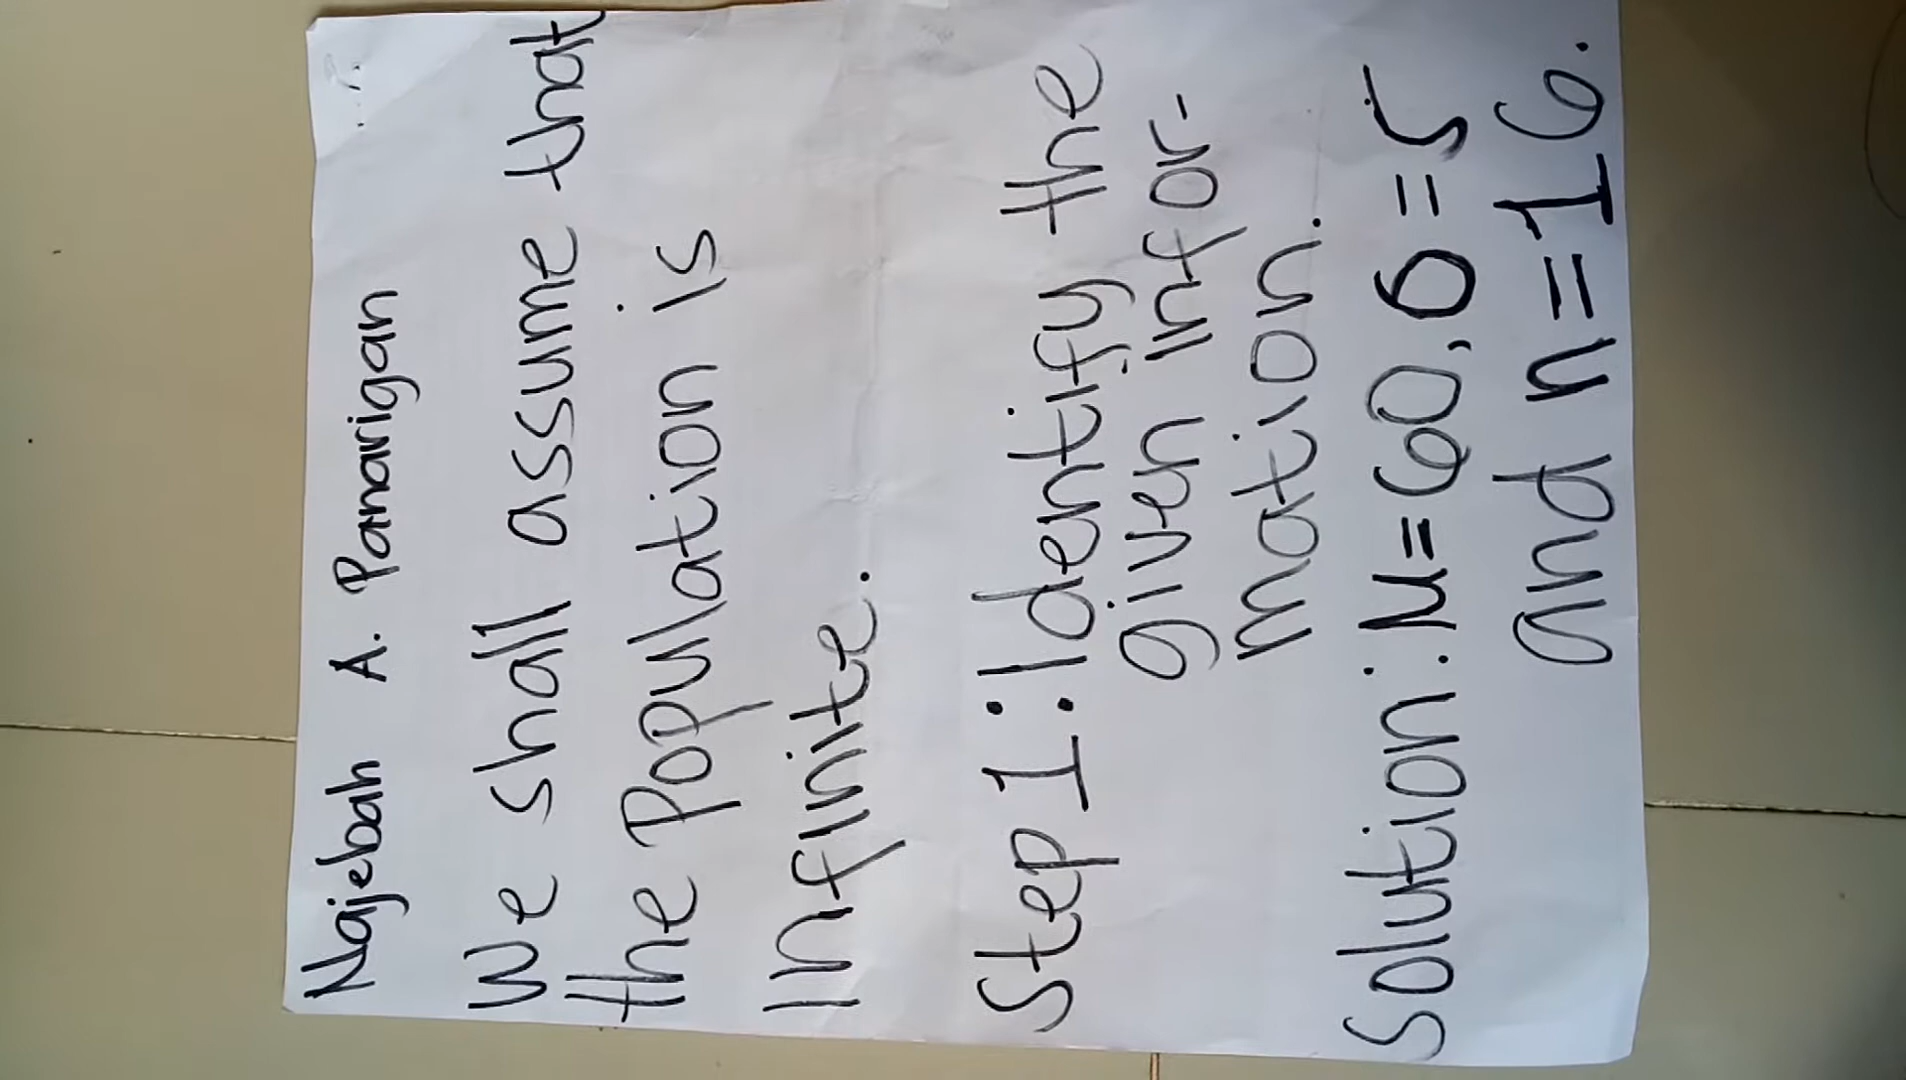 Najebah A. Panarigan
We shall assume that
the Population is
Infinite.
Step 1: Identify the
given infor-
mation.
Solution: M=60, σ=5
and n=16.